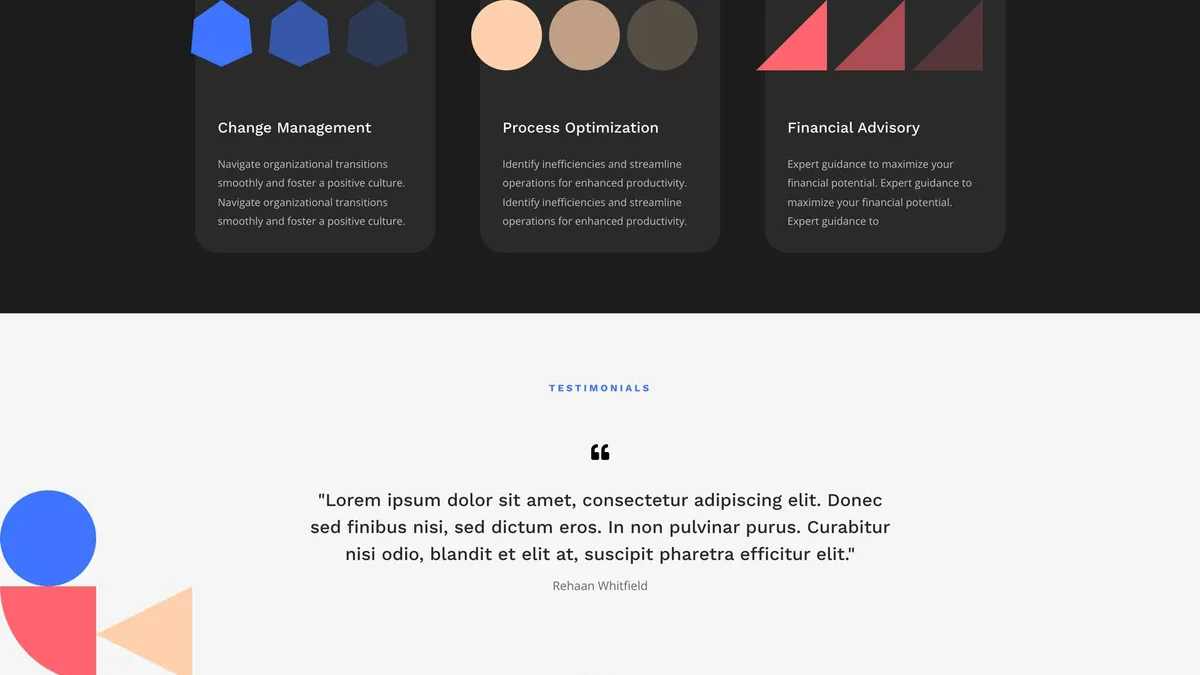 Change Management
Navigate organizational transitions
smoothly and foster a positive culture.
Navigate organizational transitions
smoothly and foster a positive culture.
Process Optimization
Identify inefficiencies and streamline
operations for enhanced productivity.
Identify inefficiencies and streamline
operations for enhanced productivity.
Financial Advisory
Expert guidance to maximize your
financial potential. Expert guidance to
maximize your financial potential.
Expert guidance to
TESTIMONIALS
"Lorem ipsum dolor sit amet, consectetur adipiscing elit. Donec
sed finibus nisi, sed dictum eros. In non pulvinar purus. Curabitur
nisi odio, blandit et elit at, suscipit pharetra efficitur elit."
Rehaan Whitfield